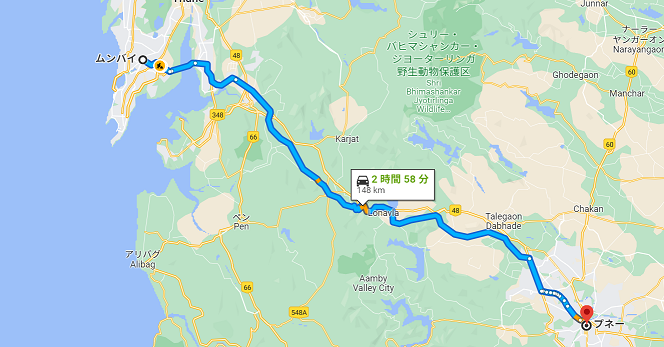 Thane
Junnar
ムンバイ
48
シュリー・
バヒマシャンカー・
ジョーターリンガ
野生動物保護区
Shri
Bhimashankar
Jyotirlinga
Wildlife...
ナーラー
ヤンガーオン
Narayangaon
60
Ghodegaon
Manchar
348
66
Karjat
60
2 時間 58 分
148 km
Lonavla
48
Talegaon
Dabhade
Chakan
ペン
Pen
アリバグ
Alibag
66
Aamby
Valley City
548A
プネー